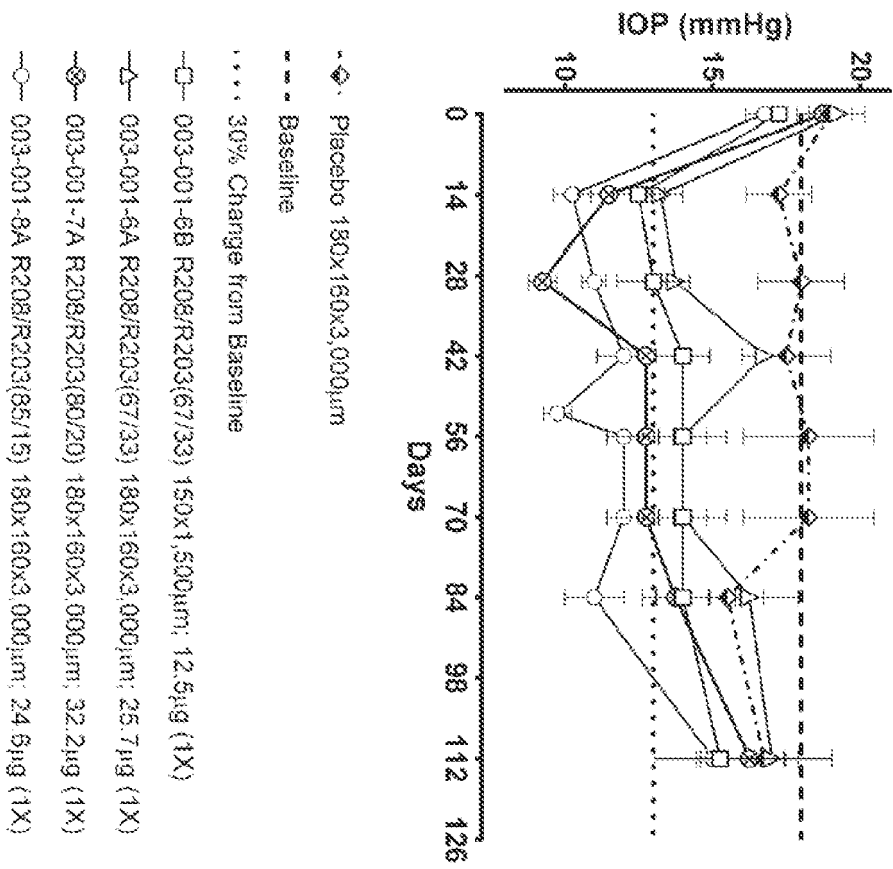 IOP (mmHg)
20
15
10
0 14 28 42 56 70 84 98 112 126
Days
Placebo 180x160x3,000µm
Baseline
30% Change from Baseline
003-001-6B R208/R203(67/33) 150x1,500µm; 12.5µg (1X)
003-001-6A R208/R203(67/33) 180x160x3,000µm; 25.7µg (1X)
003-001-7A R208/R203(80/20) 180x160x3,000µm; 32.2µg (1X)
003-001-8A R208/R203(85/15) 180x160x3,000µm; 24.6µg (1X)